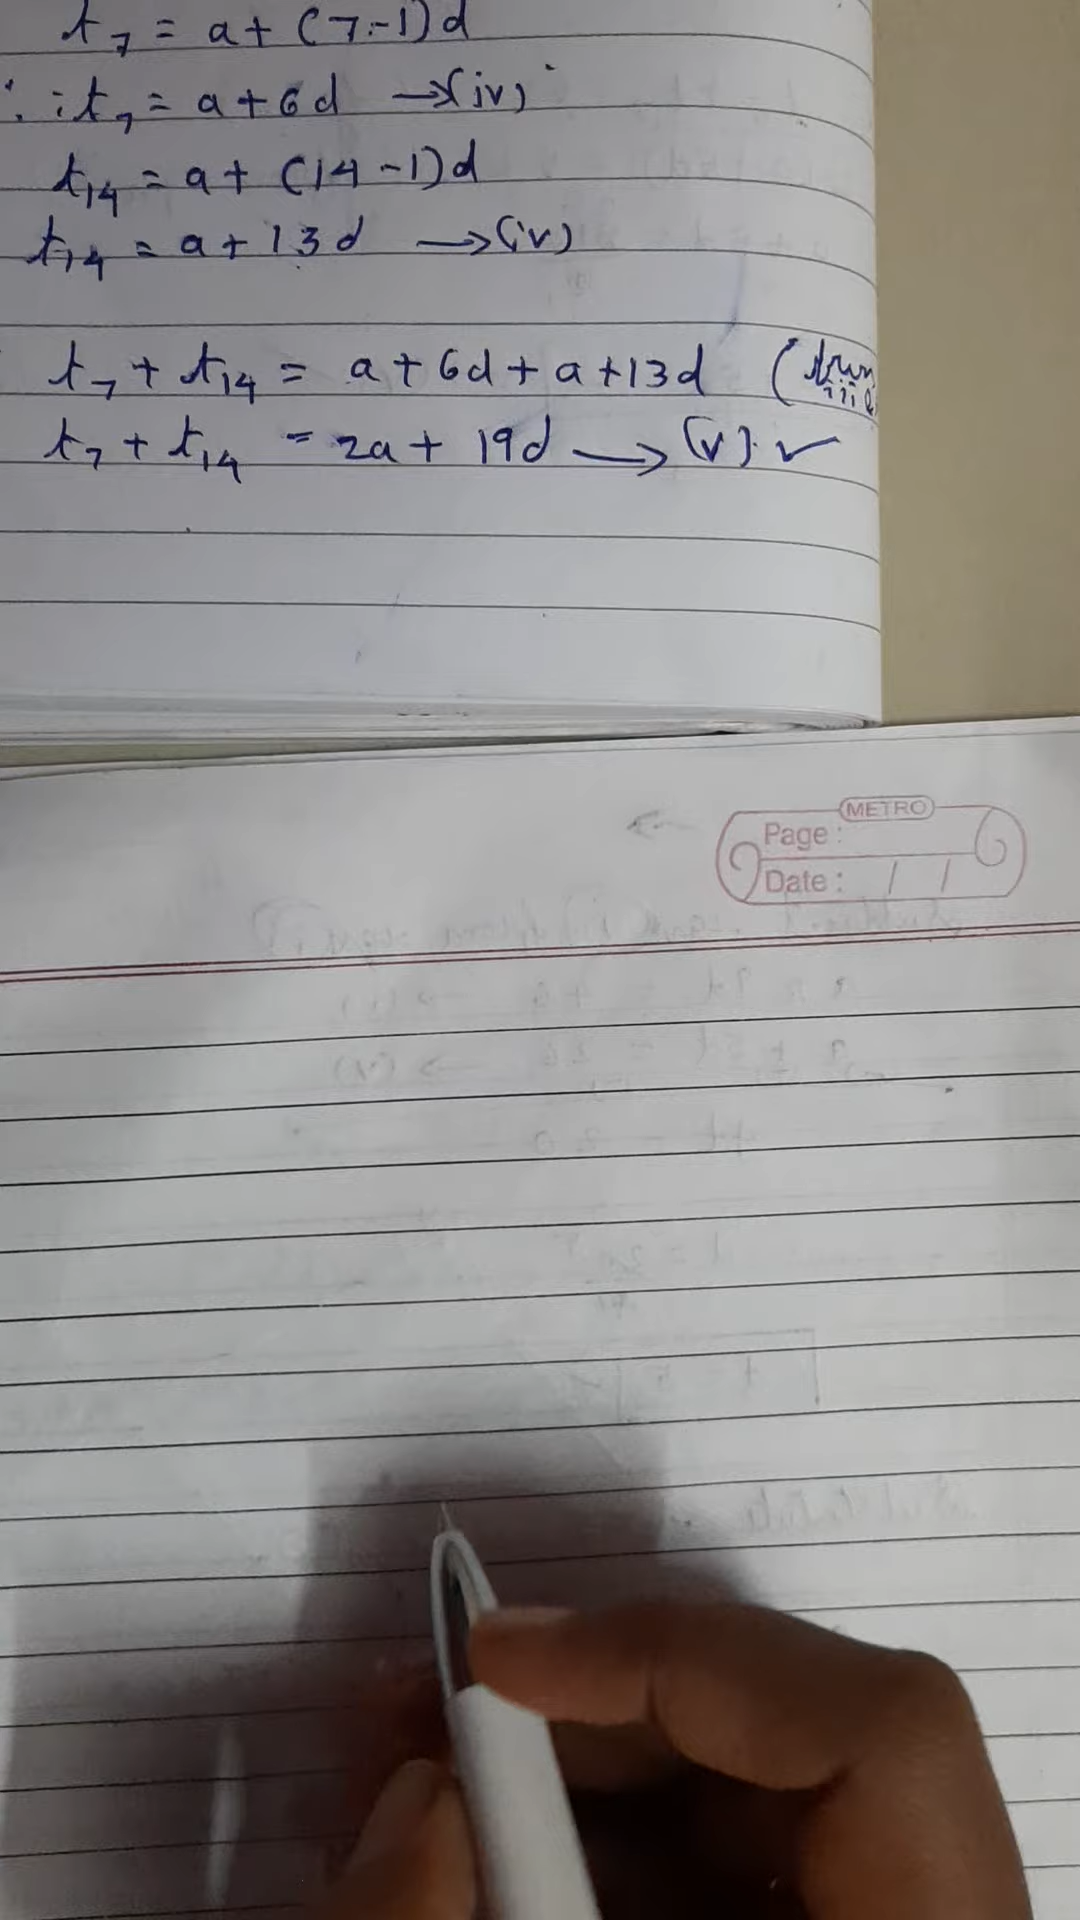 t₇ = a + (7-1)d
∴ t₇ = a + 6d → (iv)
t₁₄ = a + (14-1)d
t₁₄ = a + 13d → (iv)
t₇ + t₁₄ = a + 6d + a + 13d
t₇ + t₁₄ = 2a + 19d → (v) ✓
METRO
Page :
Date : / /